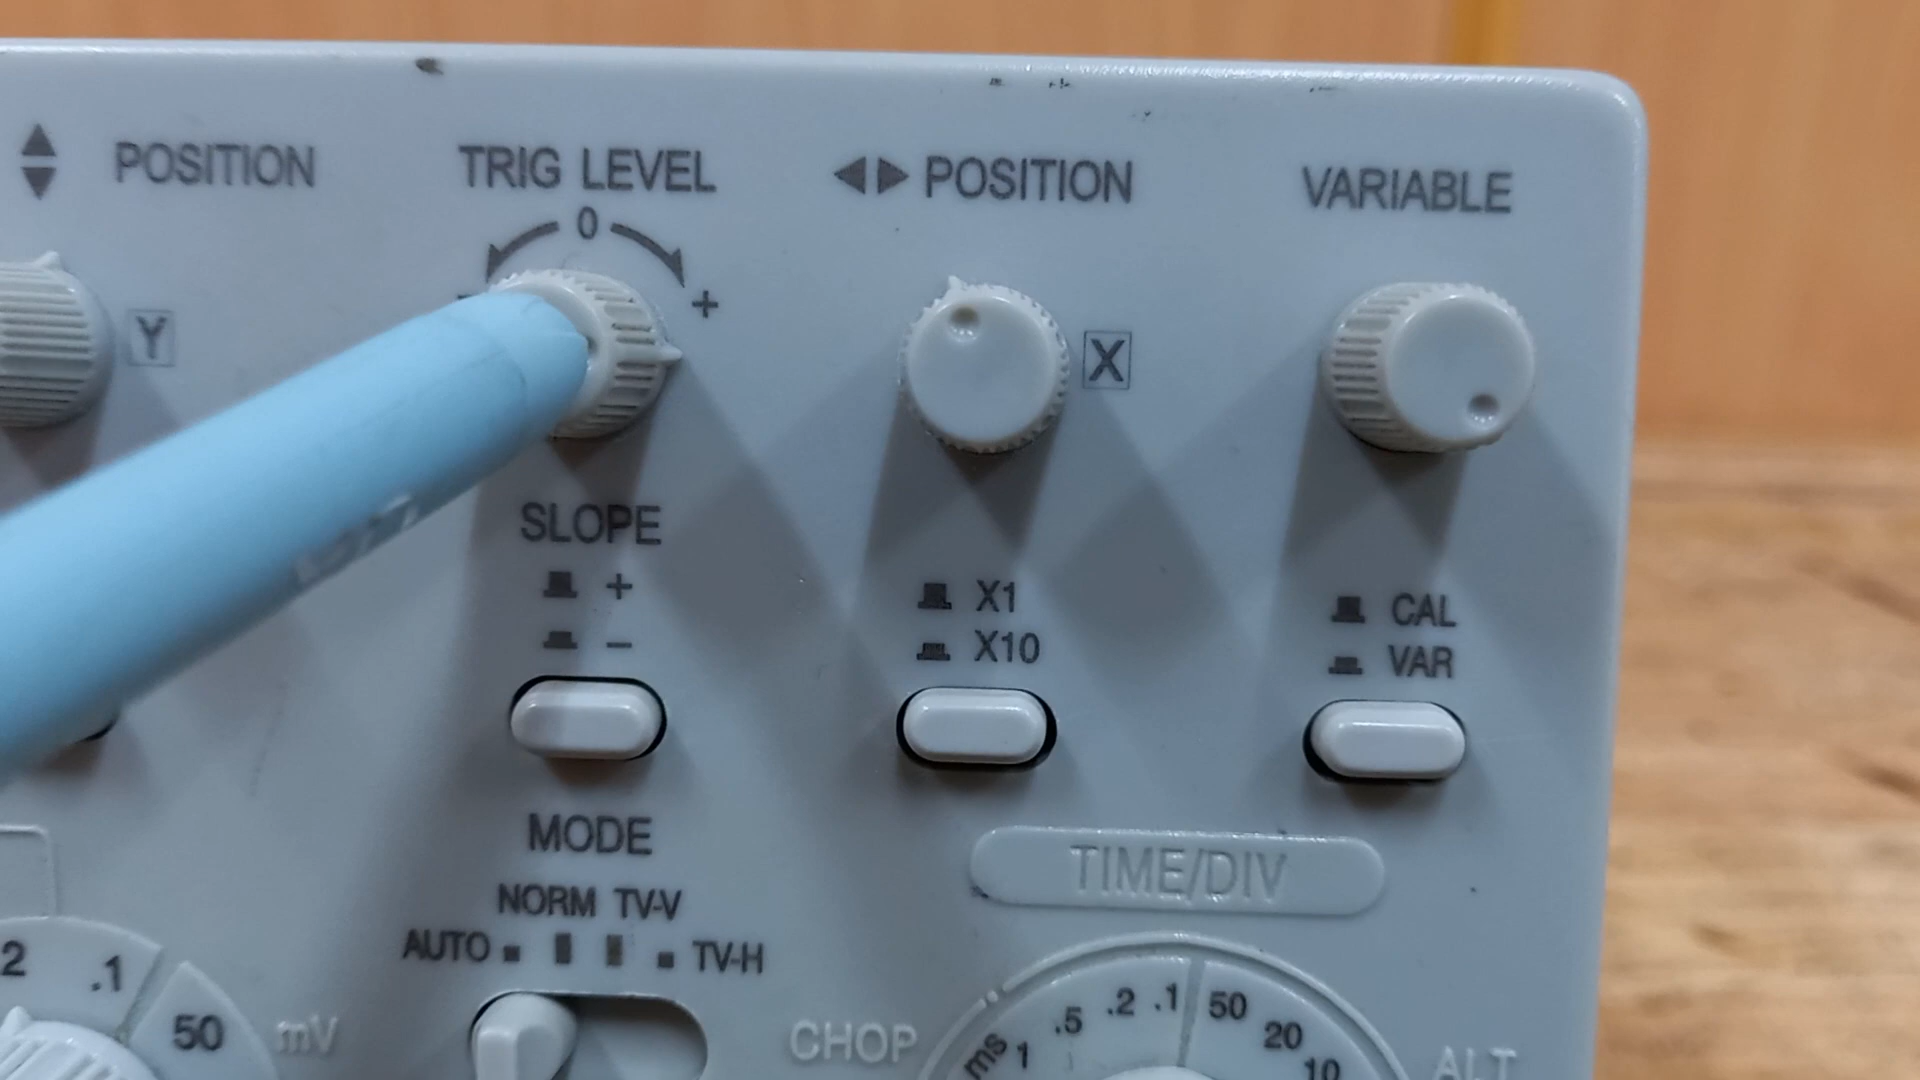 POSITION
TRIG LEVEL
POSITION
VARIABLE
0
+
Y
X
SLOPE
+
−
X1
X10
CAL
VAR
MODE
NORM TV-V
AUTO TV-H
TIME/DIV
.2 .1 50 mV
CHOP
ms 1 .5 .2 .1 50 20 10
ALT